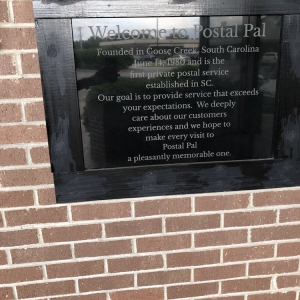 Welcome to Postal Pal
Founded in Goose Creek, South Carolina
June 14, 1980 and is the
first private postal service
established in SC.
Our goal is to provide service that exceeds
your expectations. We deeply
care about our customers
experiences and we hope to
make every visit to
Postal Pal
a pleasantly memorable one.